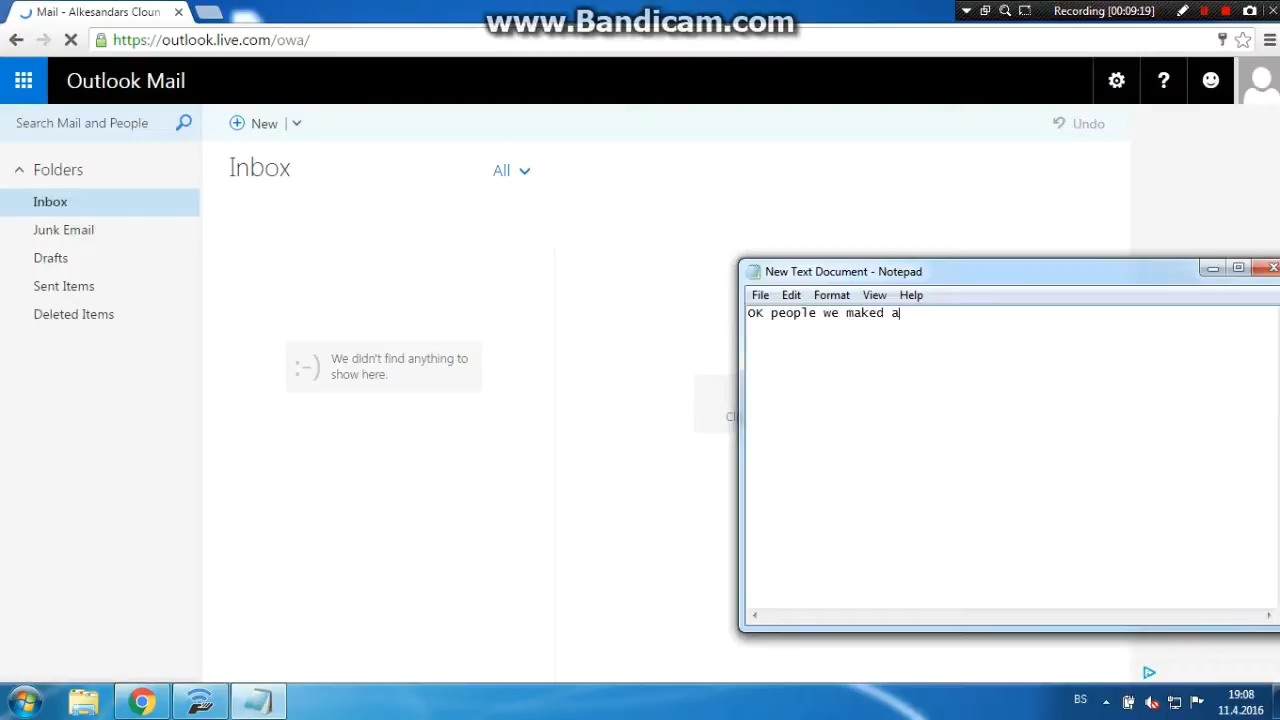 Mail - Alkesandars Cloun
www.Bandicam.com
Recording [00:09:19]
https://outlook.live.com/owa/
Outlook Mail
?
Search Mail and People
New
Undo
Folders
Inbox
All
Inbox
Junk Email
Drafts
Sent Items
Deleted Items
:-)
We didn't find anything to
show here.
New Text Document - Notepad
File Edit Format View Help
OK people we maked a
BS
19:08
11.4.2016